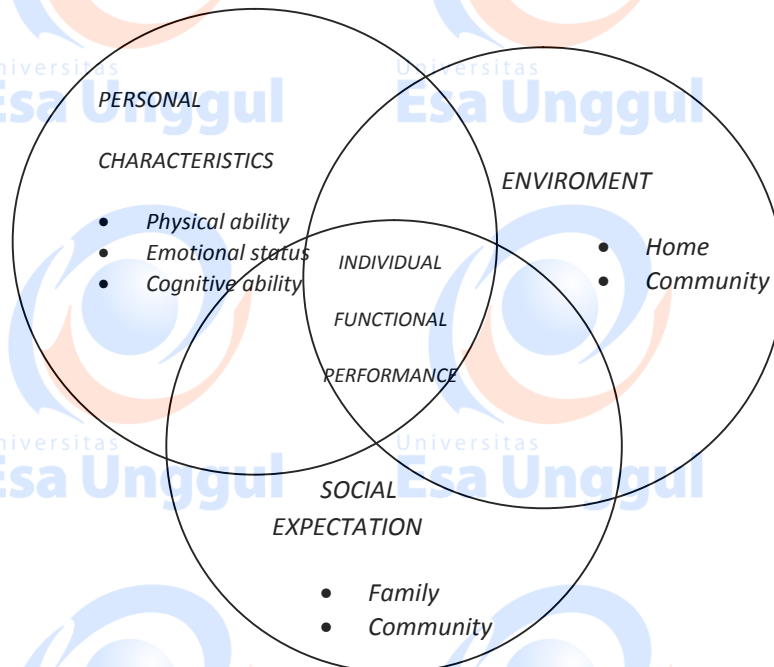 Universitas
Esa Unggul
Universitas
Esa Unggul
PERSONAL
CHARACTERISTICS
• Physical ability
• Emotional status
• Cognitive ability
ENVIROMENT
• Home
• Community
INDIVIDUAL
FUNCTIONAL
PERFORMANCE
Universitas
Esa Unggul
Universitas
Esa Unggul
SOCIAL
EXPECTATION
• Family
• Community